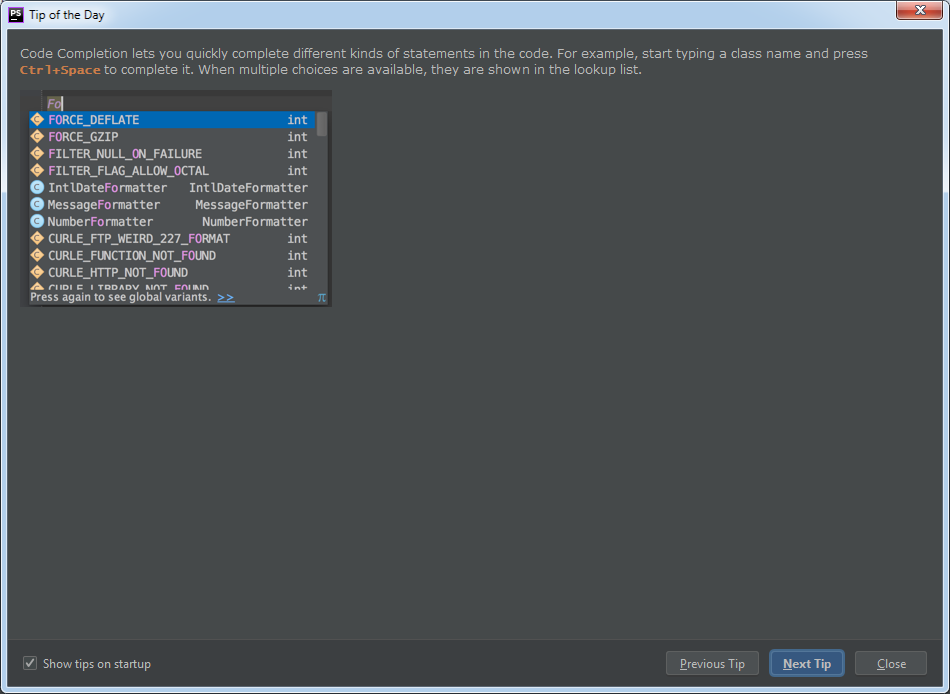 PS Tip of the Day
Code Completion lets you quickly complete different kinds of statements in the code. For example, start typing a class name and press
Ctrl+Space to complete it. When multiple choices are available, they are shown in the lookup list.
Fo
FORCE_DEFLATE int
FORCE_GZIP int
FILTER_NULL_ON_FAILURE int
FILTER_FLAG_ALLOW_OCTAL int
IntlDateFormatter IntlDateFormatter
MessageFormatter MessageFormatter
NumberFormatter NumberFormatter
CURLE_FTP_WEIRD_227_FORMAT int
CURLE_FUNCTION_NOT_FOUND int
CURLE_HTTP_NOT_FOUND int
CURLE_LIBRARY_NOT_FOUND int
Press again to see global variants. >> π
Show tips on startup Previous Tip Next Tip Close